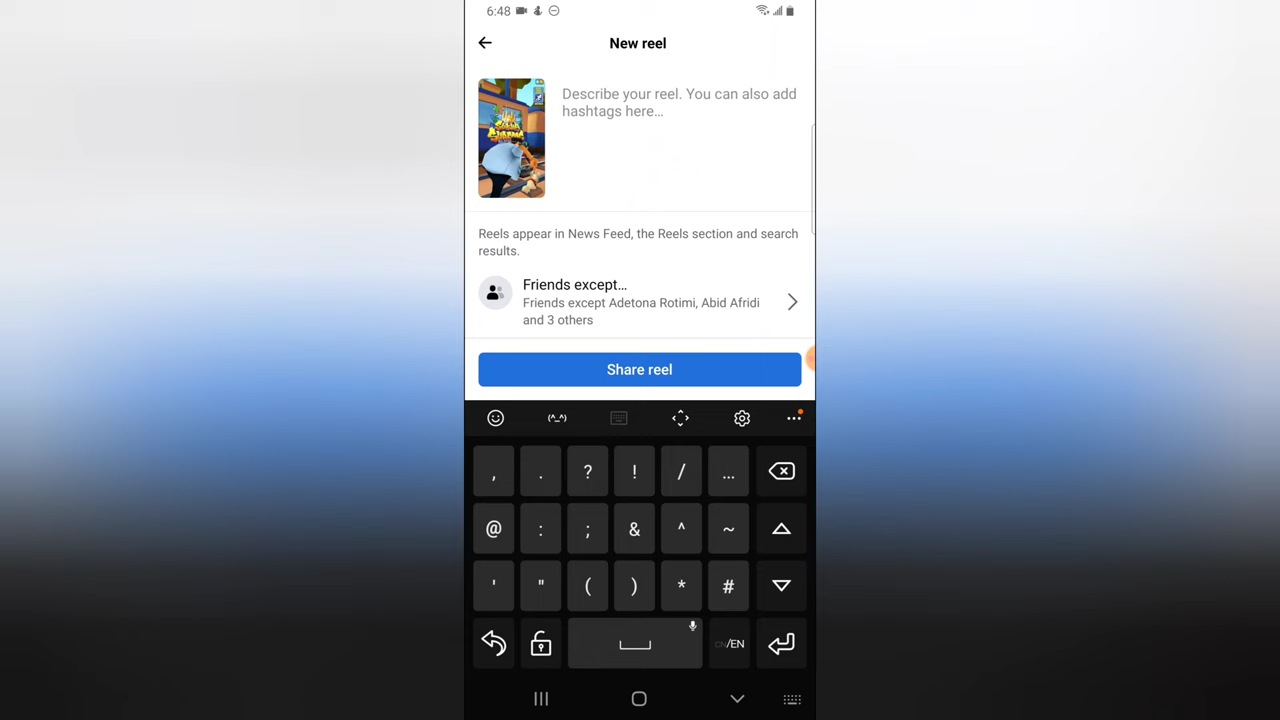 6:48
New reel
Describe your reel. You can also add
hashtags here...
Reels appear in News Feed, the Reels section and search
results.
Friends except...
Friends except Adetona Rotimi, Abid Afridi
and 3 others
Share reel
(^_^)
, . ? ! / ...
@ : ; & ^ ~
' " ( ) * #
CN/EN